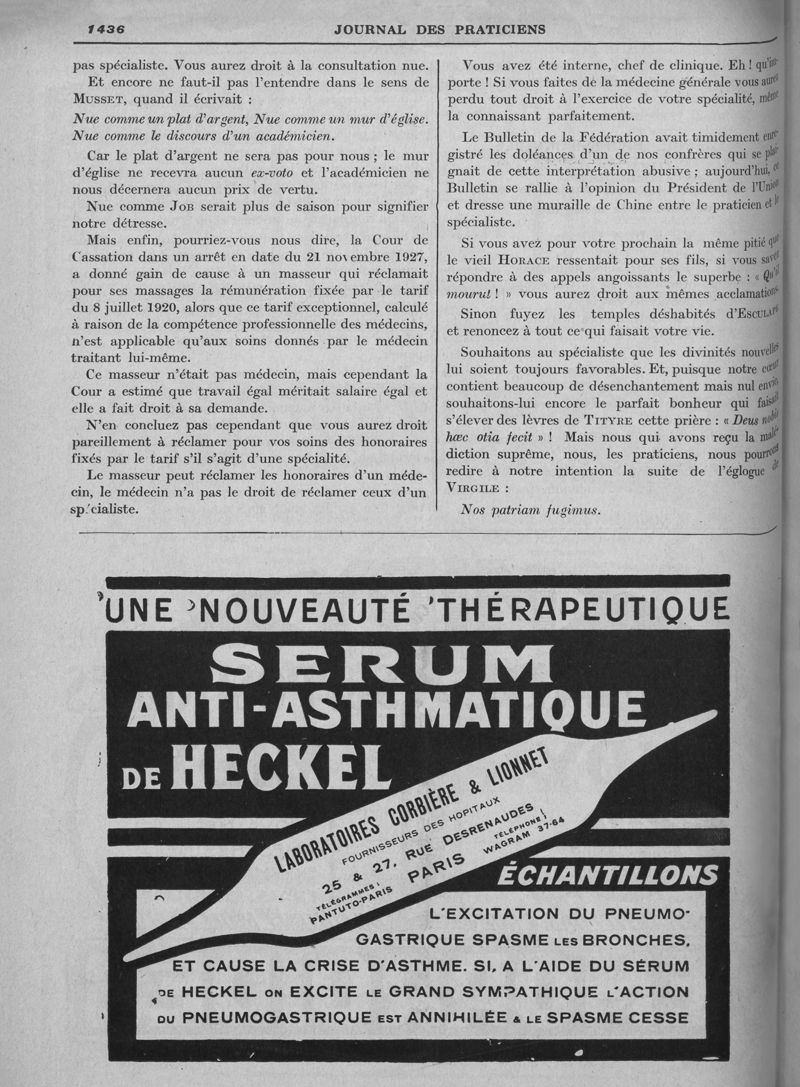 1436
JOURNAL DES PRATICIENS
pas spécialiste. Vous aurez droit à la consultation nue.
Et encore ne faut-il pas l'entendre dans le sens de
MUSSET, quand il écrivait :
Nue comme un plat d'argent, Nue comme un mur d'église.
Nue comme le discours d'un académicien.
Car le plat d'argent ne sera pas pour nous ; le mur
d'église ne recevra aucun ex-voto et l'académicien ne
nous décernera aucun prix de vertu.
Nue comme JOB serait plus de saison pour signifier
notre détresse.
Mais enfin, pourriez-vous nous dire, la Cour de
Cassation dans un arrêt en date du 21 novembre 1927,
a donné gain de cause à un masseur qui réclamait
pour ses massages la rémunération fixée par le tarif
du 8 juillet 1920, alors que ce tarif exceptionnel, calculé
à raison de la compétence professionnelle des médecins,
n'est applicable qu'aux soins donnés par le médecin
traitant lui-même.
Ce masseur n'était pas médecin, mais cependant la
Cour a estimé que travail égal méritait salaire égal et
elle a fait droit à sa demande.
N'en concluez pas cependant que vous aurez droit
pareillement à réclamer pour vos soins des honoraires
fixés par le tarif s'il s'agit d'une spécialité.
Le masseur peut réclamer les honoraires d'un méde-
cin, le médecin n'a pas le droit de réclamer ceux d'un
spécialiste.
Vous avez été interne, chef de clinique. Eh ! qu'im-
porte ! Si vous faites de la médecine générale vous aurez
perdu tout droit à l'exercice de votre spécialité, même
la connaissant parfaitement.
Le Bulletin de la Fédération avait timidement enre-
gistré les doléances d'un de nos confrères qui se plai-
gnait de cette interprétation abusive ; aujourd'hui, ce
Bulletin se rallie à l'opinion du Président de l'Union
et dresse une muraille de Chine entre le praticien et le
spécialiste.
Si vous avez pour votre prochain la même pitié que
le vieil HORACE ressentait pour ses fils, si vous savez
répondre à des appels angoissants le superbe : « Qu'il
mourut ! » vous aurez droit aux mêmes acclamations
Sinon fuyez les temples déshabités d'ESCULAPE
et renoncez à tout ce qui faisait votre vie.
Souhaitons au spécialiste que les divinités nouvelles
lui soient toujours favorables. Et, puisque notre cœur
contient beaucoup de désenchantement mais nul envie,
souhaitons-lui encore le parfait bonheur qui faisait
s'élever des lèvres de TITYRE cette prière : « Deus nobis
hæc otia fecit » ! Mais nous qui avons reçu la malé-
diction suprême, nous, les praticiens, nous pourrons
redire à notre intention la suite de l'églogue de
VIRGILE :
Nos patriam fugimus.
UNE NOUVEAUTÉ THÉRAPEUTIQUE
SERUM
ANTI-ASTHMATIQUE
DE HECKEL
LABORATOIRES CORBIÈRE & LIONNET
FOURNISSEURS DES HOPITAUX
25 & 27, RUE DESRENAUDES
TÉLÉGRAMMES :
PANTUTO-PARIS
PARIS
TÉLÉPHONE :
WAGRAM 37-64
ÉCHANTILLONS
L'EXCITATION DU PNEUMO-
GASTRIQUE SPASME LES BRONCHES,
ET CAUSE LA CRISE D'ASTHME. SI, A L'AIDE DU SÉRUM
DE HECKEL ON EXCITE LE GRAND SYMPATHIQUE L'ACTION
DU PNEUMOGASTRIQUE EST ANNIHILÉE & LE SPASME CESSE